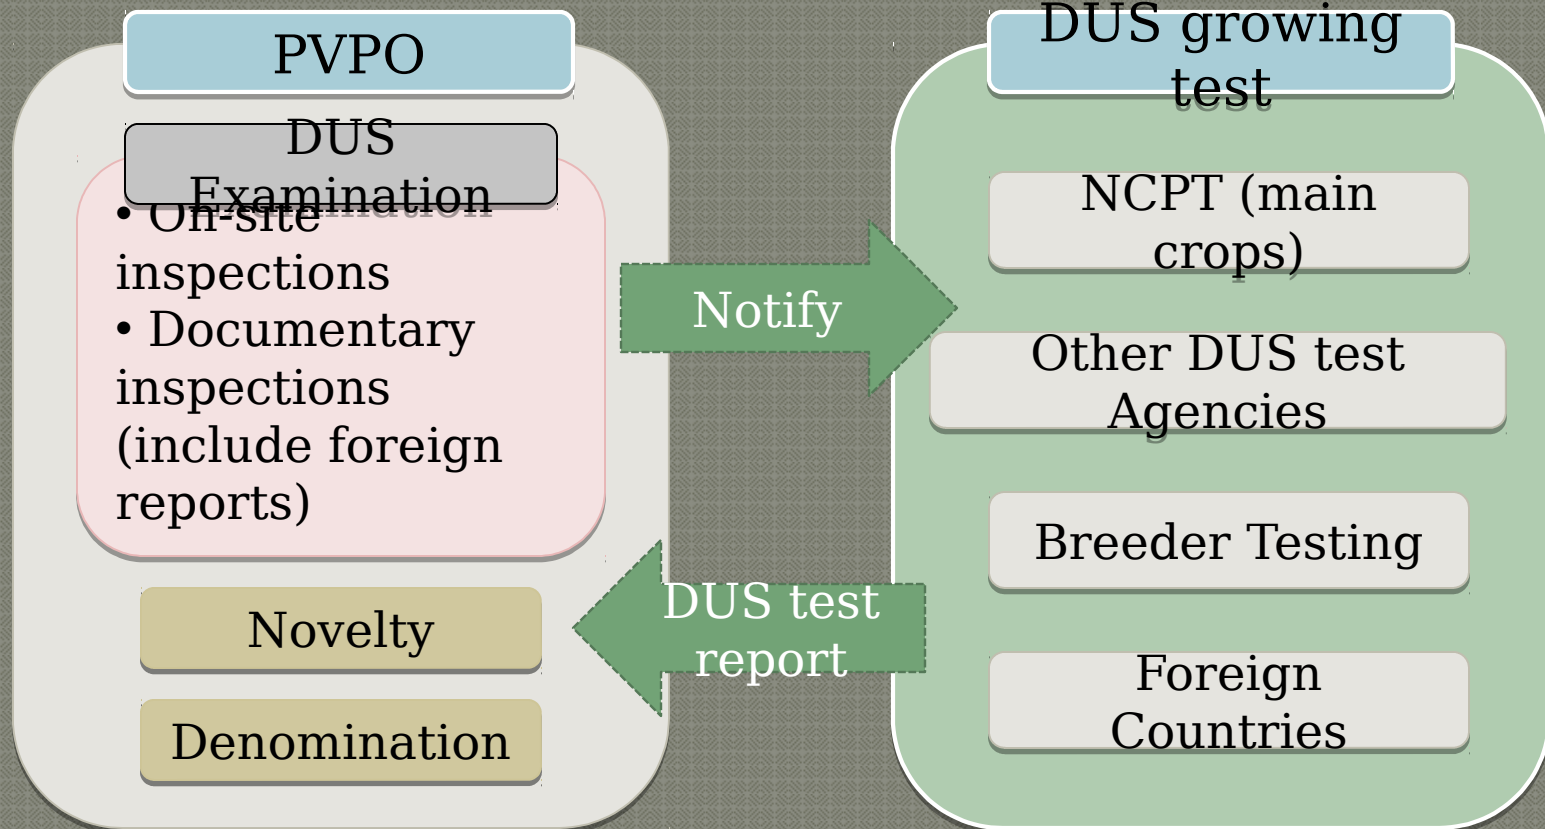 PVPO
DUS
Examination
• On-site
inspections
• Documentary
inspections
(include foreign
reports)
Novelty
Denomination
Notify
DUS test
report
DUS growing
test
NCPT (main
crops)
Other DUS test
Agencies
Breeder Testing
Foreign
Countries